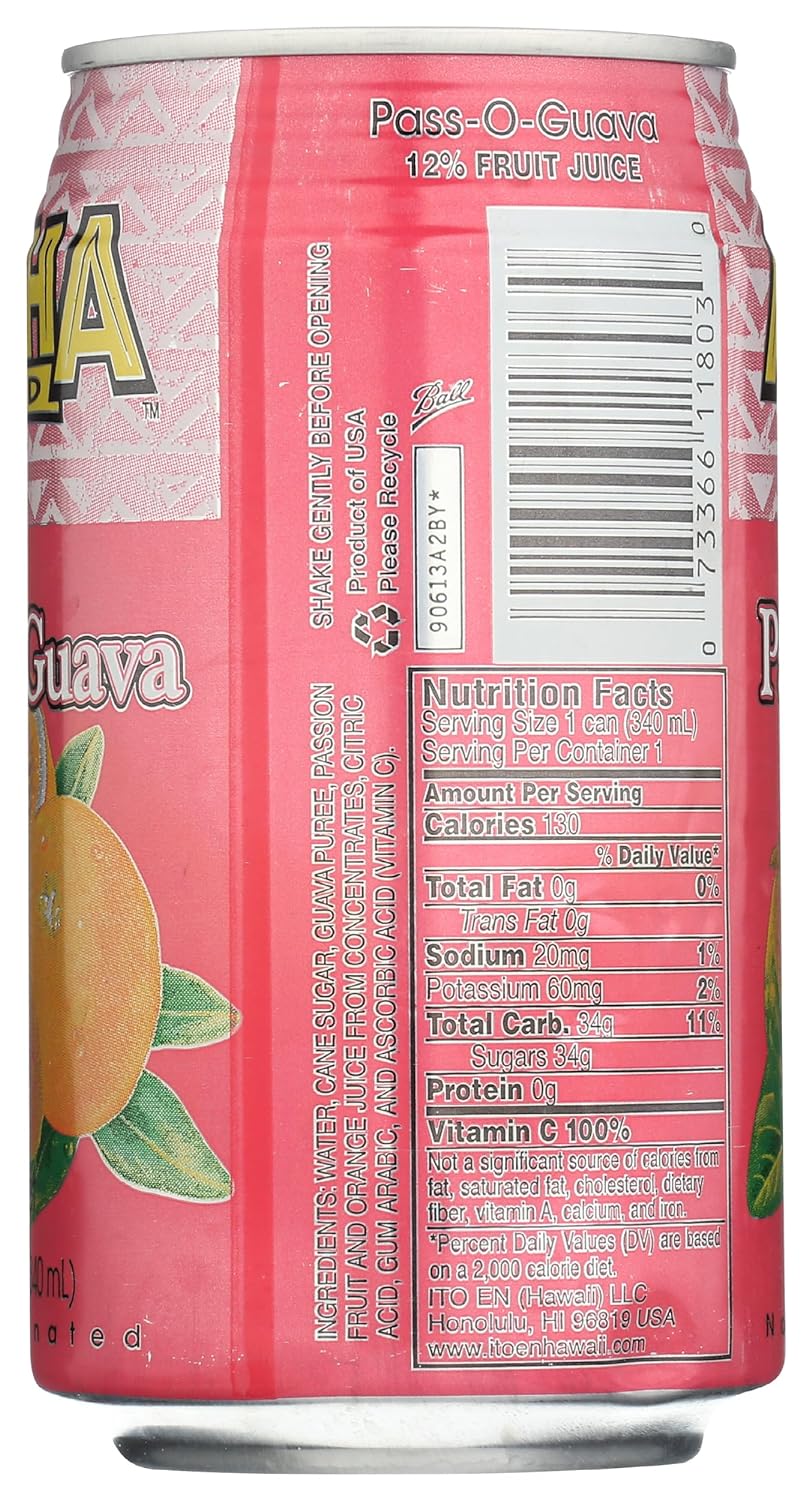 Pass-O-Guava
12% FRUIT JUICE
HA
D
TM
Guava
40 mL)
nated
SHAKE GENTLY BEFORE OPENING
Product of USA
Please Recycle
Ball
90613A2BY*
0 73366 11803 0
INGREDIENTS: WATER, CANE SUGAR, GUAVA PUREE, PASSION
FRUIT AND ORANGE JUICE FROM CONCENTRATES, CITRIC
ACID, GUM ARABIC, AND ASCORBIC ACID (VITAMIN C).
Nutrition Facts
Serving Size 1 can (340 mL)
Serving Per Container 1
Amount Per Serving
Calories 130
% Daily Value*
Total Fat 0g 0%
Trans Fat 0g
Sodium 20mg 1%
Potassium 60mg 2%
Total Carb. 34g 11%
Sugars 34g
Protein 0g
Vitamin C 100%
Not a significant source of calories from
fat, saturated fat, cholesterol, dietary
fiber, vitamin A, calcium, and iron.
*Percent Daily Values (DV) are based
on a 2,000 calorie diet.
ITO EN (Hawaii) LLC
Honolulu, HI 96819 USA
www.itoenhawaii.com
P
N